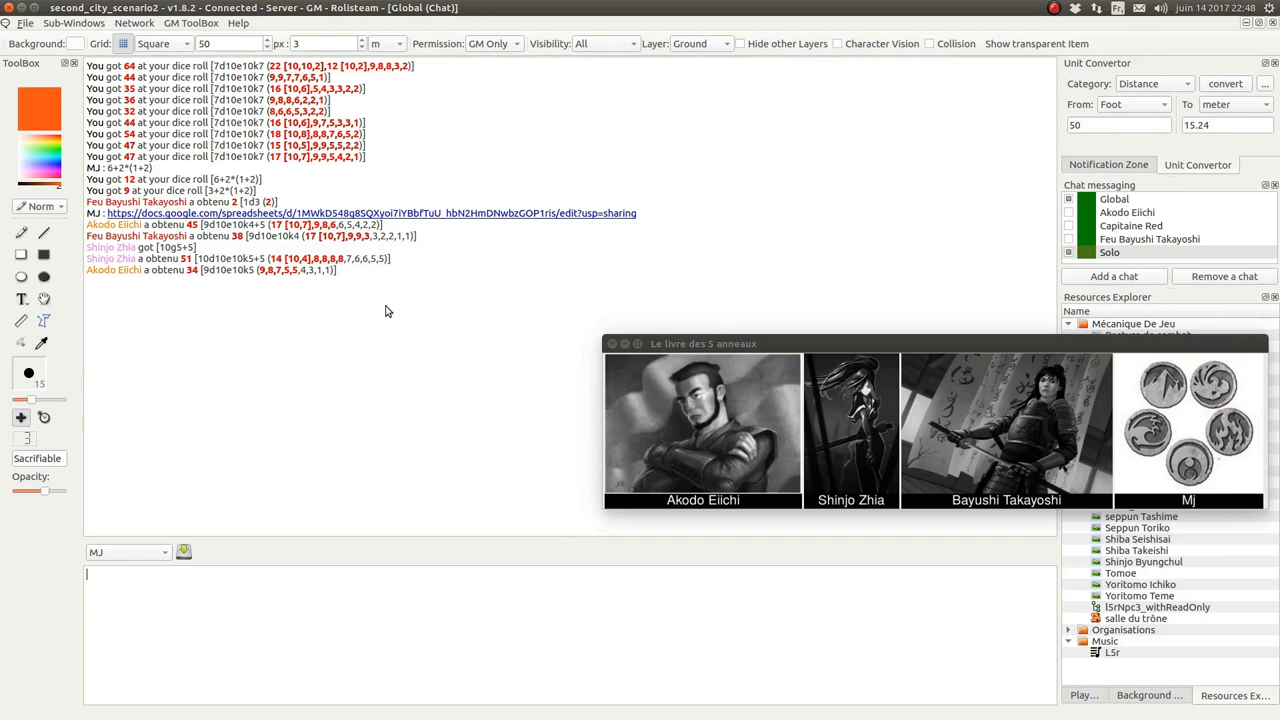 second_city_scenario2 - v1.8.2 - Connected - Server - GM - Rolisteam - [Global (Chat)]
Fr
juin 14 2017 22:48
File Sub-Windows Network GM ToolBox Help
Background: Grid: Square 50 px : 3 m Permission: GM Only Visibility: All Layer: Ground Hide other Layers Character Vision Collision Show transparent Item
ToolBox
Norm
15
3
Sacrifiable
Opacity:
You got 64 at your dice roll [7d10e10k7 (22 [10,10,2],12 [10,2],9,8,8,3,2)]
You got 44 at your dice roll [7d10e10k7 (9,9,7,7,6,5,1)]
You got 35 at your dice roll [7d10e10k7 (16 [10,6],5,4,3,3,2,2)]
You got 36 at your dice roll [7d10e10k7 (9,8,8,6,2,2,1)]
You got 32 at your dice roll [7d10e10k7 (8,6,6,5,3,2,2)]
You got 44 at your dice roll [7d10e10k7 (16 [10,6],9,7,5,3,3,1)]
You got 54 at your dice roll [7d10e10k7 (18 [10,8],8,8,7,6,5,2)]
You got 47 at your dice roll [7d10e10k7 (15 [10,5],9,9,5,5,2,2)]
You got 47 at your dice roll [7d10e10k7 (17 [10,7],9,9,5,4,2,1)]
MJ : 6+2*(1+2)
You got 12 at your dice roll [6+2*(1+2)]
You got 9 at your dice roll [3+2*(1+2)]
Feu Bayushi Takayoshi a obtenu 2 [1d3 (2)]
MJ : https://docs.google.com/spreadsheets/d/1MWkD548g8SQXyoi7iYBbfTuU_hbN2HmDNwbzGOP1ris/edit?usp=sharing
Akodo Eiichi a obtenu 45 [9d10e10k4+5 (17 [10,7],9,8,6,6,5,4,2,2)]
Feu Bayushi Takayoshi a obtenu 38 [9d10e10k4 (17 [10,7],9,9,3,3,2,2,1,1)]
Shinjo Zhia got [10g5+5]
Shinjo Zhia a obtenu 51 [10d10e10k5+5 (14 [10,4],8,8,8,8,7,6,6,5,5)]
Akodo Eiichi a obtenu 34 [9d10e10k5 (9,8,7,5,5,4,3,1,1)]
Le livre des 5 anneaux
Akodo Eiichi
Shinjo Zhia
Bayushi Takayoshi
Mj
MJ
Unit Convertor
Category: Distance convert ...
From: Foot To meter
50 15.24
Notification Zone Unit Convertor
Chat messaging
Global
Akodo Eiichi
Capitaine Red
Feu Bayushi Takayoshi
Solo
Add a chat Remove a chat
Resources Explorer
Name
Mécanique De Jeu
seppun Tashime
Seppun Toriko
Shiba Seishisai
Shiba Takeishi
Shinjo Byungchul
Tomoe
Yoritomo Ichiko
Yoritomo Teme
l5rNpc3_withReadOnly
salle du trône
Organisations
Music
L5r
Play... Background ... Resources Ex...